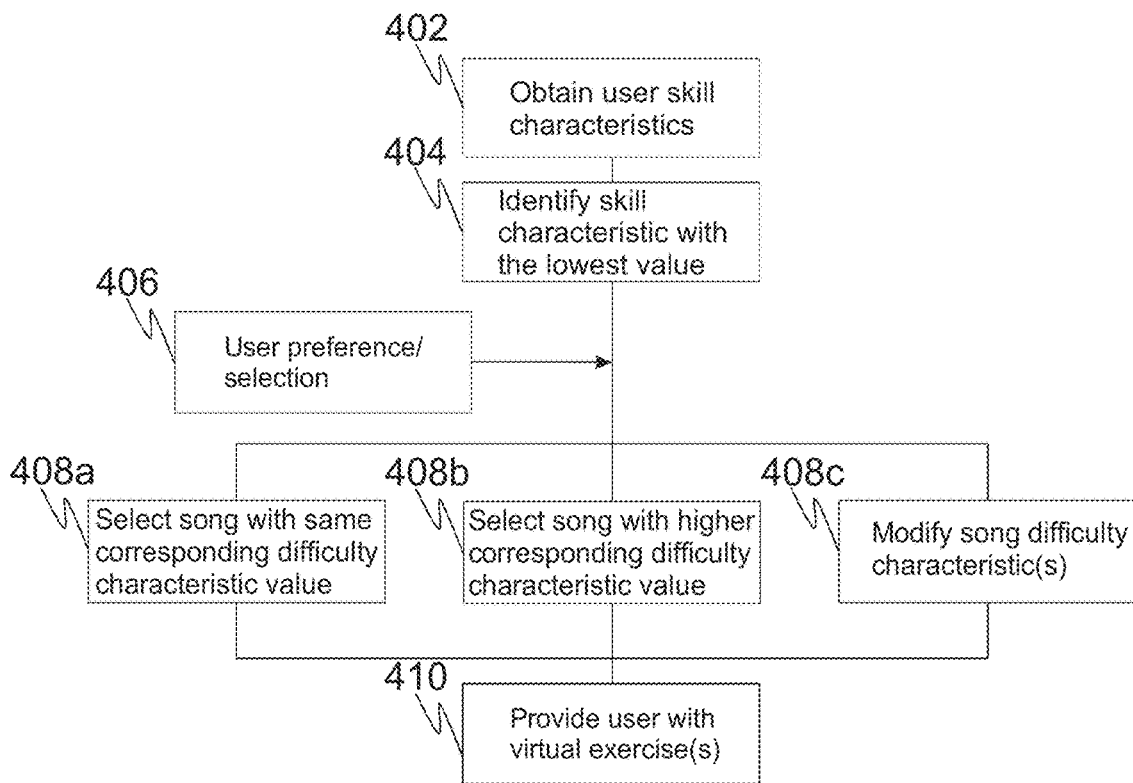 402
Obtain user skill
characteristics
404
Identify skill
characteristic with
the lowest value
406
User preference/
selection
408a
Select song with same
corresponding difficulty
characteristic value
408b
Select song with higher
corresponding difficulty
characteristic value
408c
Modify song difficulty
characteristic(s)
410
Provide user with
virtual exercise(s)